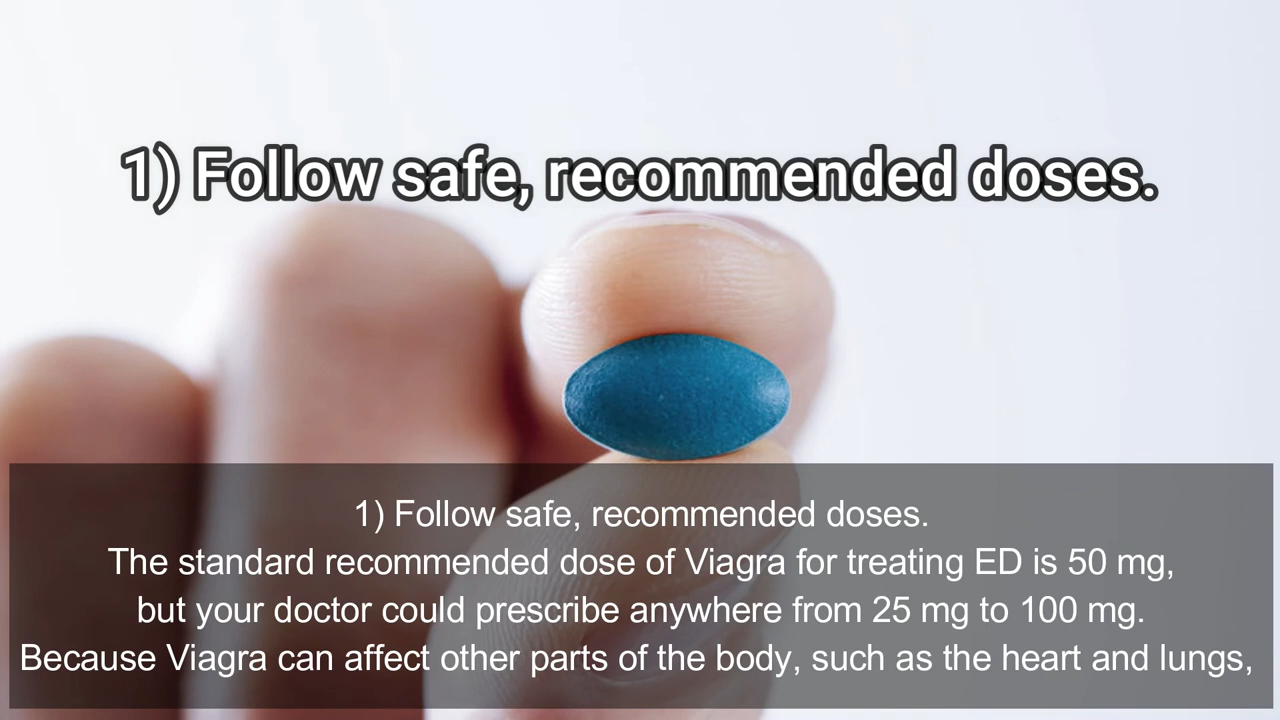 1) Follow safe, recommended doses.
1) Follow safe, recommended doses.
The standard recommended dose of Viagra for treating ED is 50 mg,
but your doctor could prescribe anywhere from 25 mg to 100 mg.
Because Viagra can affect other parts of the body, such as the heart and lungs,